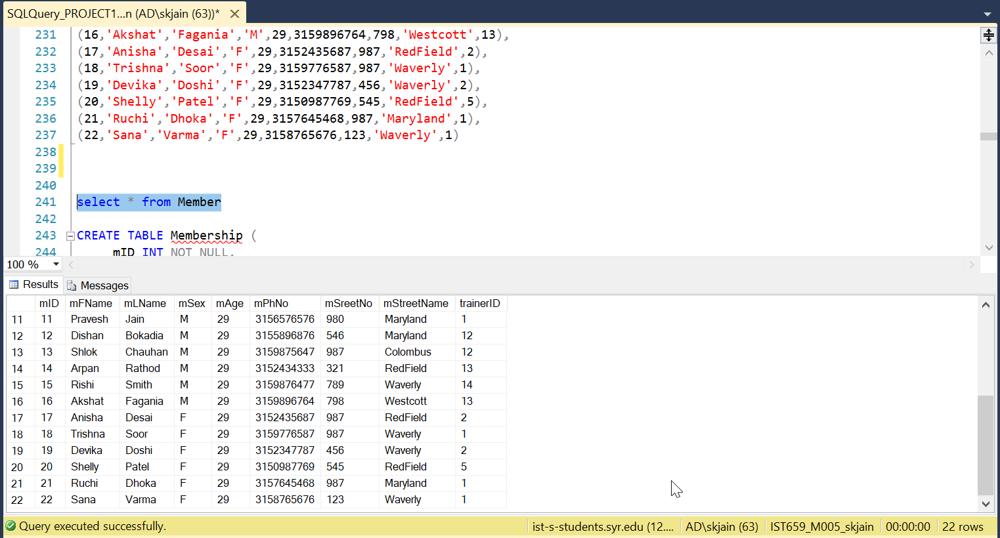 SQLQuery_PROJECT1...n (AD\skjain (63))*
231 (16,'Akshat','Fagania','M',29,3159896764,798,'Westcott',13),
232 (17,'Anisha','Desai','F',29,3152435687,987,'RedField',2),
233 (18,'Trishna','Soor','F',29,3159776587,987,'Waverly',1),
234 (19,'Devika','Doshi','F',29,3152347787,456,'Waverly',2),
235 (20,'Shelly','Patel','F',29,3150987769,545,'RedField',5),
236 (21,'Ruchi','Dhoka','F',29,3157645468,987,'Maryland',1),
237 (22,'Sana','Varma','F',29,3158765676,123,'Waverly',1)
238
239
240
241 select * from Member
242
243 CREATE TABLE Membership (
244 mID INT NOT NULL,
100 %
Results Messages
mID mFName mLName mSex mAge mPhNo mSreetNo mStreetName trainerID
11 11 Pravesh Jain M 29 3156576576 980 Maryland 1
12 12 Dishan Bokadia M 29 3155896876 546 Maryland 12
13 13 Shlok Chauhan M 29 3159875647 987 Colombus 12
14 14 Arpan Rathod M 29 3152434333 321 RedField 13
15 15 Rishi Smith M 29 3159876477 789 Waverly 14
16 16 Akshat Fagania M 29 3159896764 798 Westcott 13
17 17 Anisha Desai F 29 3152435687 987 RedField 2
18 18 Trishna Soor F 29 3159776587 987 Waverly 1
19 19 Devika Doshi F 29 3152347787 456 Waverly 2
20 20 Shelly Patel F 29 3150987769 545 RedField 5
21 21 Ruchi Dhoka F 29 3157645468 987 Maryland 1
22 22 Sana Varma F 29 3158765676 123 Waverly 1
Query executed successfully. ist-s-students.syr.edu (12.... AD\skjain (63) IST659_M005_skjain 00:00:00 22 rows